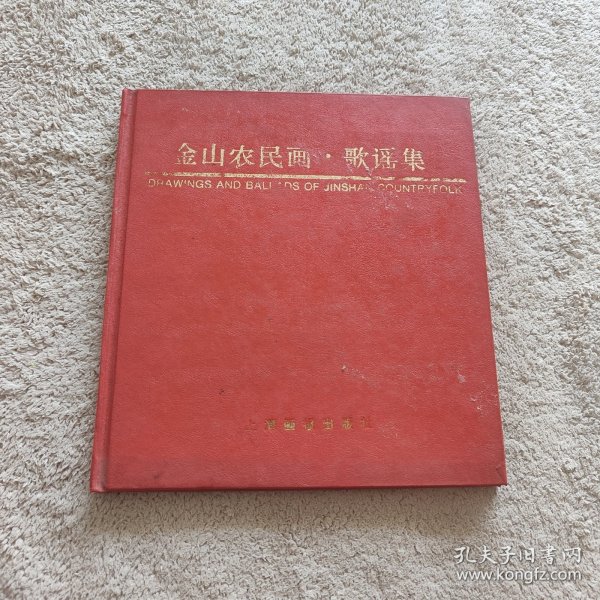 金山农民画·歌谣集
DRAWINGS AND BALLADS OF JINSHAN COUNTRYFOLK
孔夫子旧书网
www.kongfz.com